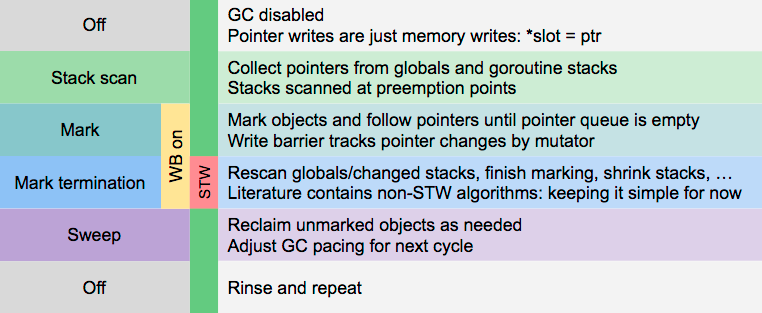 Off
GC disabled
Pointer writes are just memory writes: *slot = ptr
Stack scan
Collect pointers from globals and goroutine stacks
Stacks scanned at preemption points
Mark
WB on
Mark objects and follow pointers until pointer queue is empty
Write barrier tracks pointer changes by mutator
Mark termination
STW
Rescan globals/changed stacks, finish marking, shrink stacks, …
Literature contains non-STW algorithms: keeping it simple for now
Sweep
Reclaim unmarked objects as needed
Adjust GC pacing for next cycle
Off
Rinse and repeat